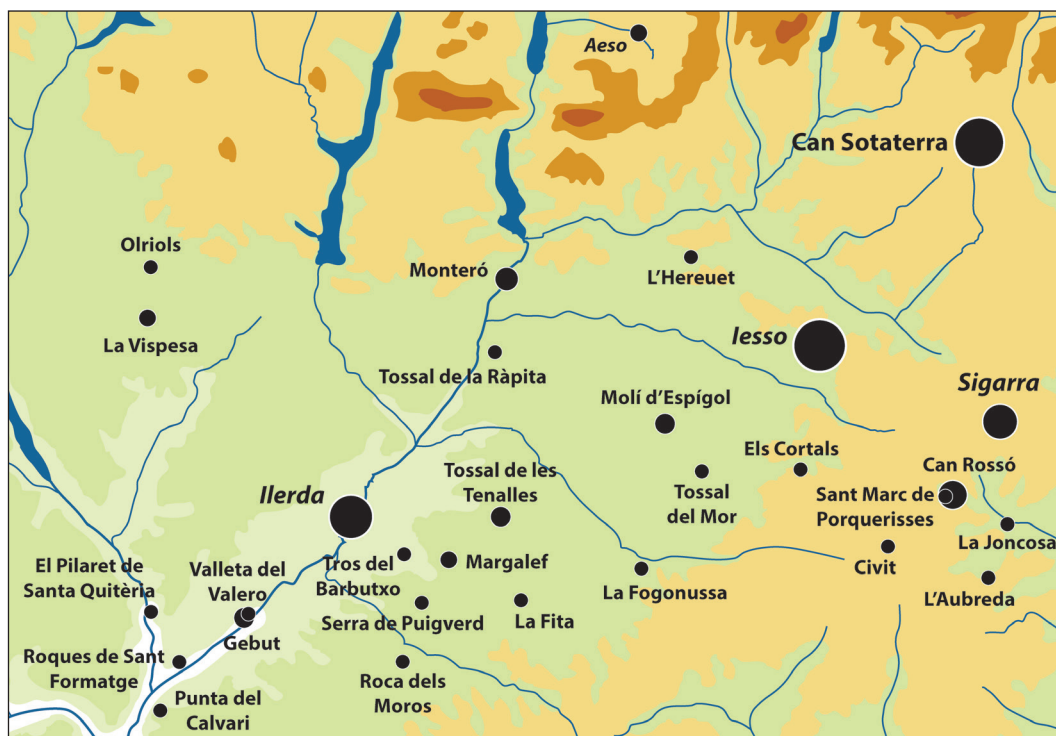 Aeso
Can Sotaterra
Olriols
Monteró
L'Hereuet
La Vispesa
Iesso
Tossal de la Ràpita
Sigarra
Molí d'Espígol
Els Cortals
Can Rossó
Tossal de les
Tenalles
Tossal
del Mor
Sant Marc de
Porquerisses
Ilerda
La Joncosa
El Pilaret de
Santa Quitèria
Valleta del
Valero
Tros del
Barbutxo
Margalef
Civit
La Fogonussa
L'Aubreda
Serra de Puigverd
La Fita
Gebut
Roques de Sant
Formatge
Roca dels
Moros
Punta del
Calvari